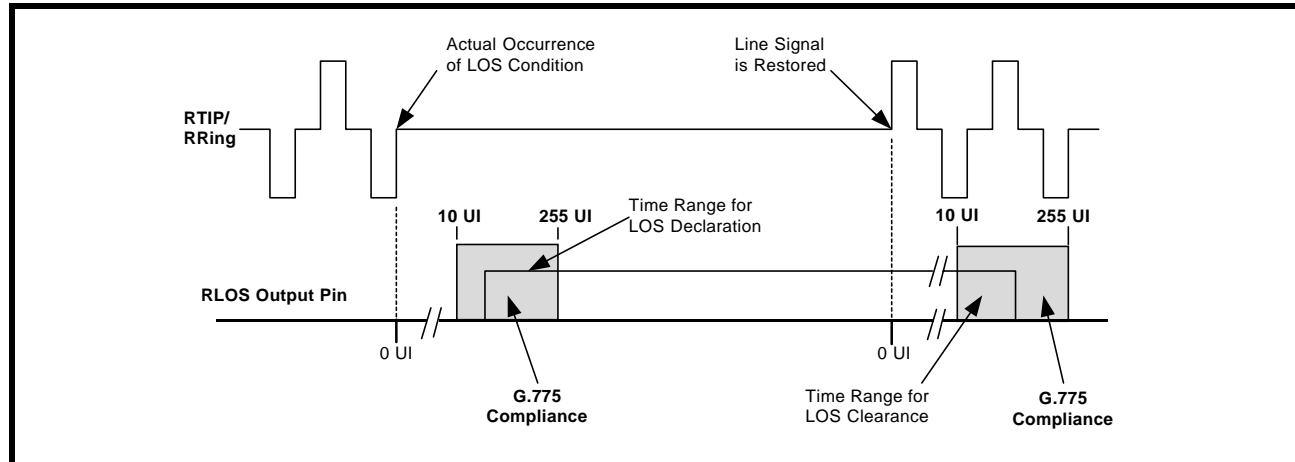 Actual Occurrence
of LOS Condition
Line Signal
is Restored
RTIP/
RRing
Time Range for
LOS Declaration
10 UI
255 UI
10 UI
255 UI
RLOS Output Pin
0 UI
0 UI
G.775
Compliance
Time Range for
LOS Clearance
G.775
Compliance